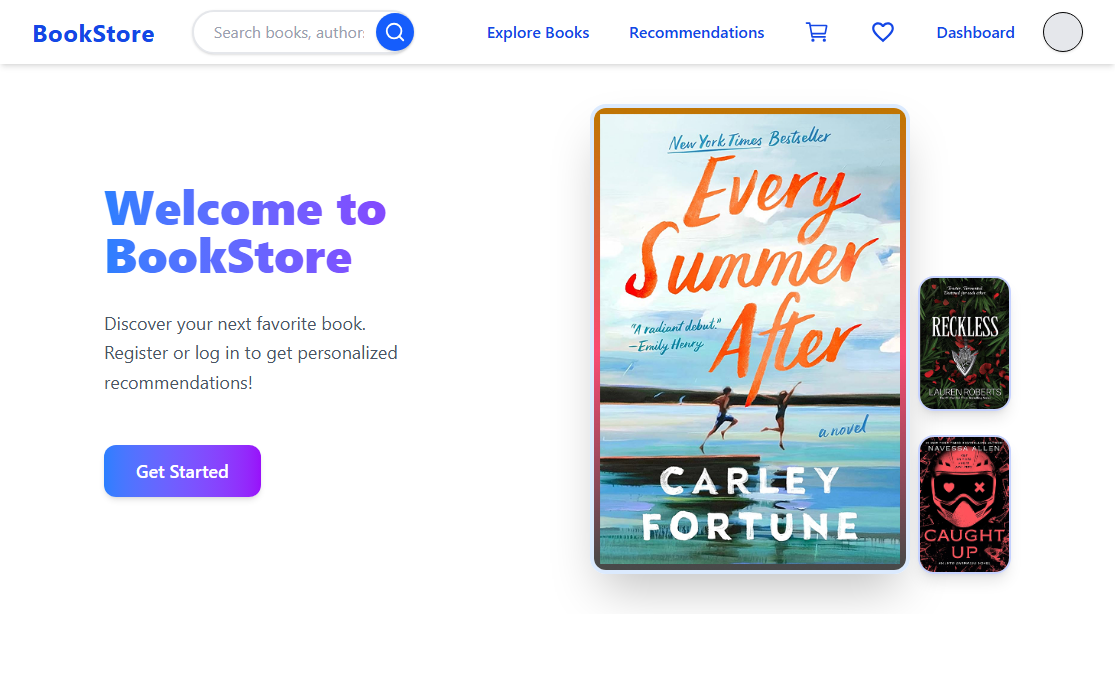 BookStore
Search books, author
Explore Books
Recommendations
Dashboard
Welcome to
BookStore
Discover your next favorite book.
Register or log in to get personalized
recommendations!
Get Started
New York Times Bestseller
Every
Summer
After
"A radiant debut."
—Emily Henry
a novel
CARLEY
FORTUNE
RECKLESS
LAUREN ROBERTS
NAVESSA ALLEN
CAUGHT
UP